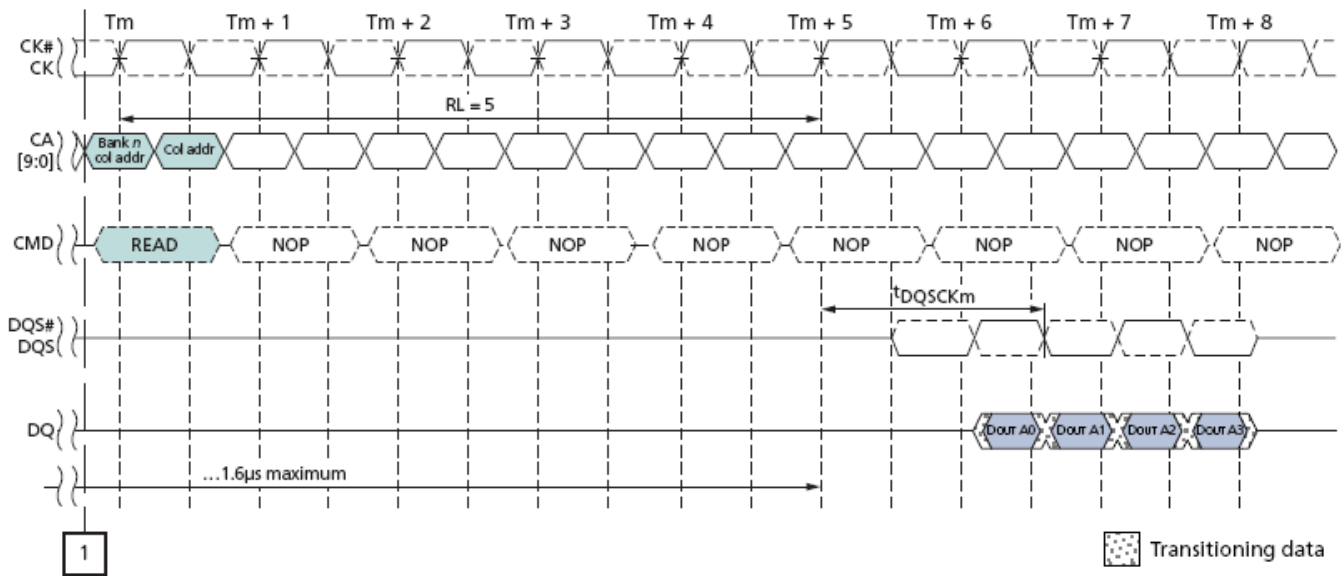 Tm Tm + 1 Tm + 2 Tm + 3 Tm + 4 Tm + 5 Tm + 6 Tm + 7 Tm + 8
CK#
CK
RL = 5
CA
[9:0]
Bank n
col addr
Col addr
CMD READ NOP NOP NOP NOP NOP NOP NOP NOP
tDQSCKm
DQS#
DQS
DQ DOUT A0 DOUT A1 DOUT A2 DOUT A3
...1.6µs maximum
1
Transitioning data